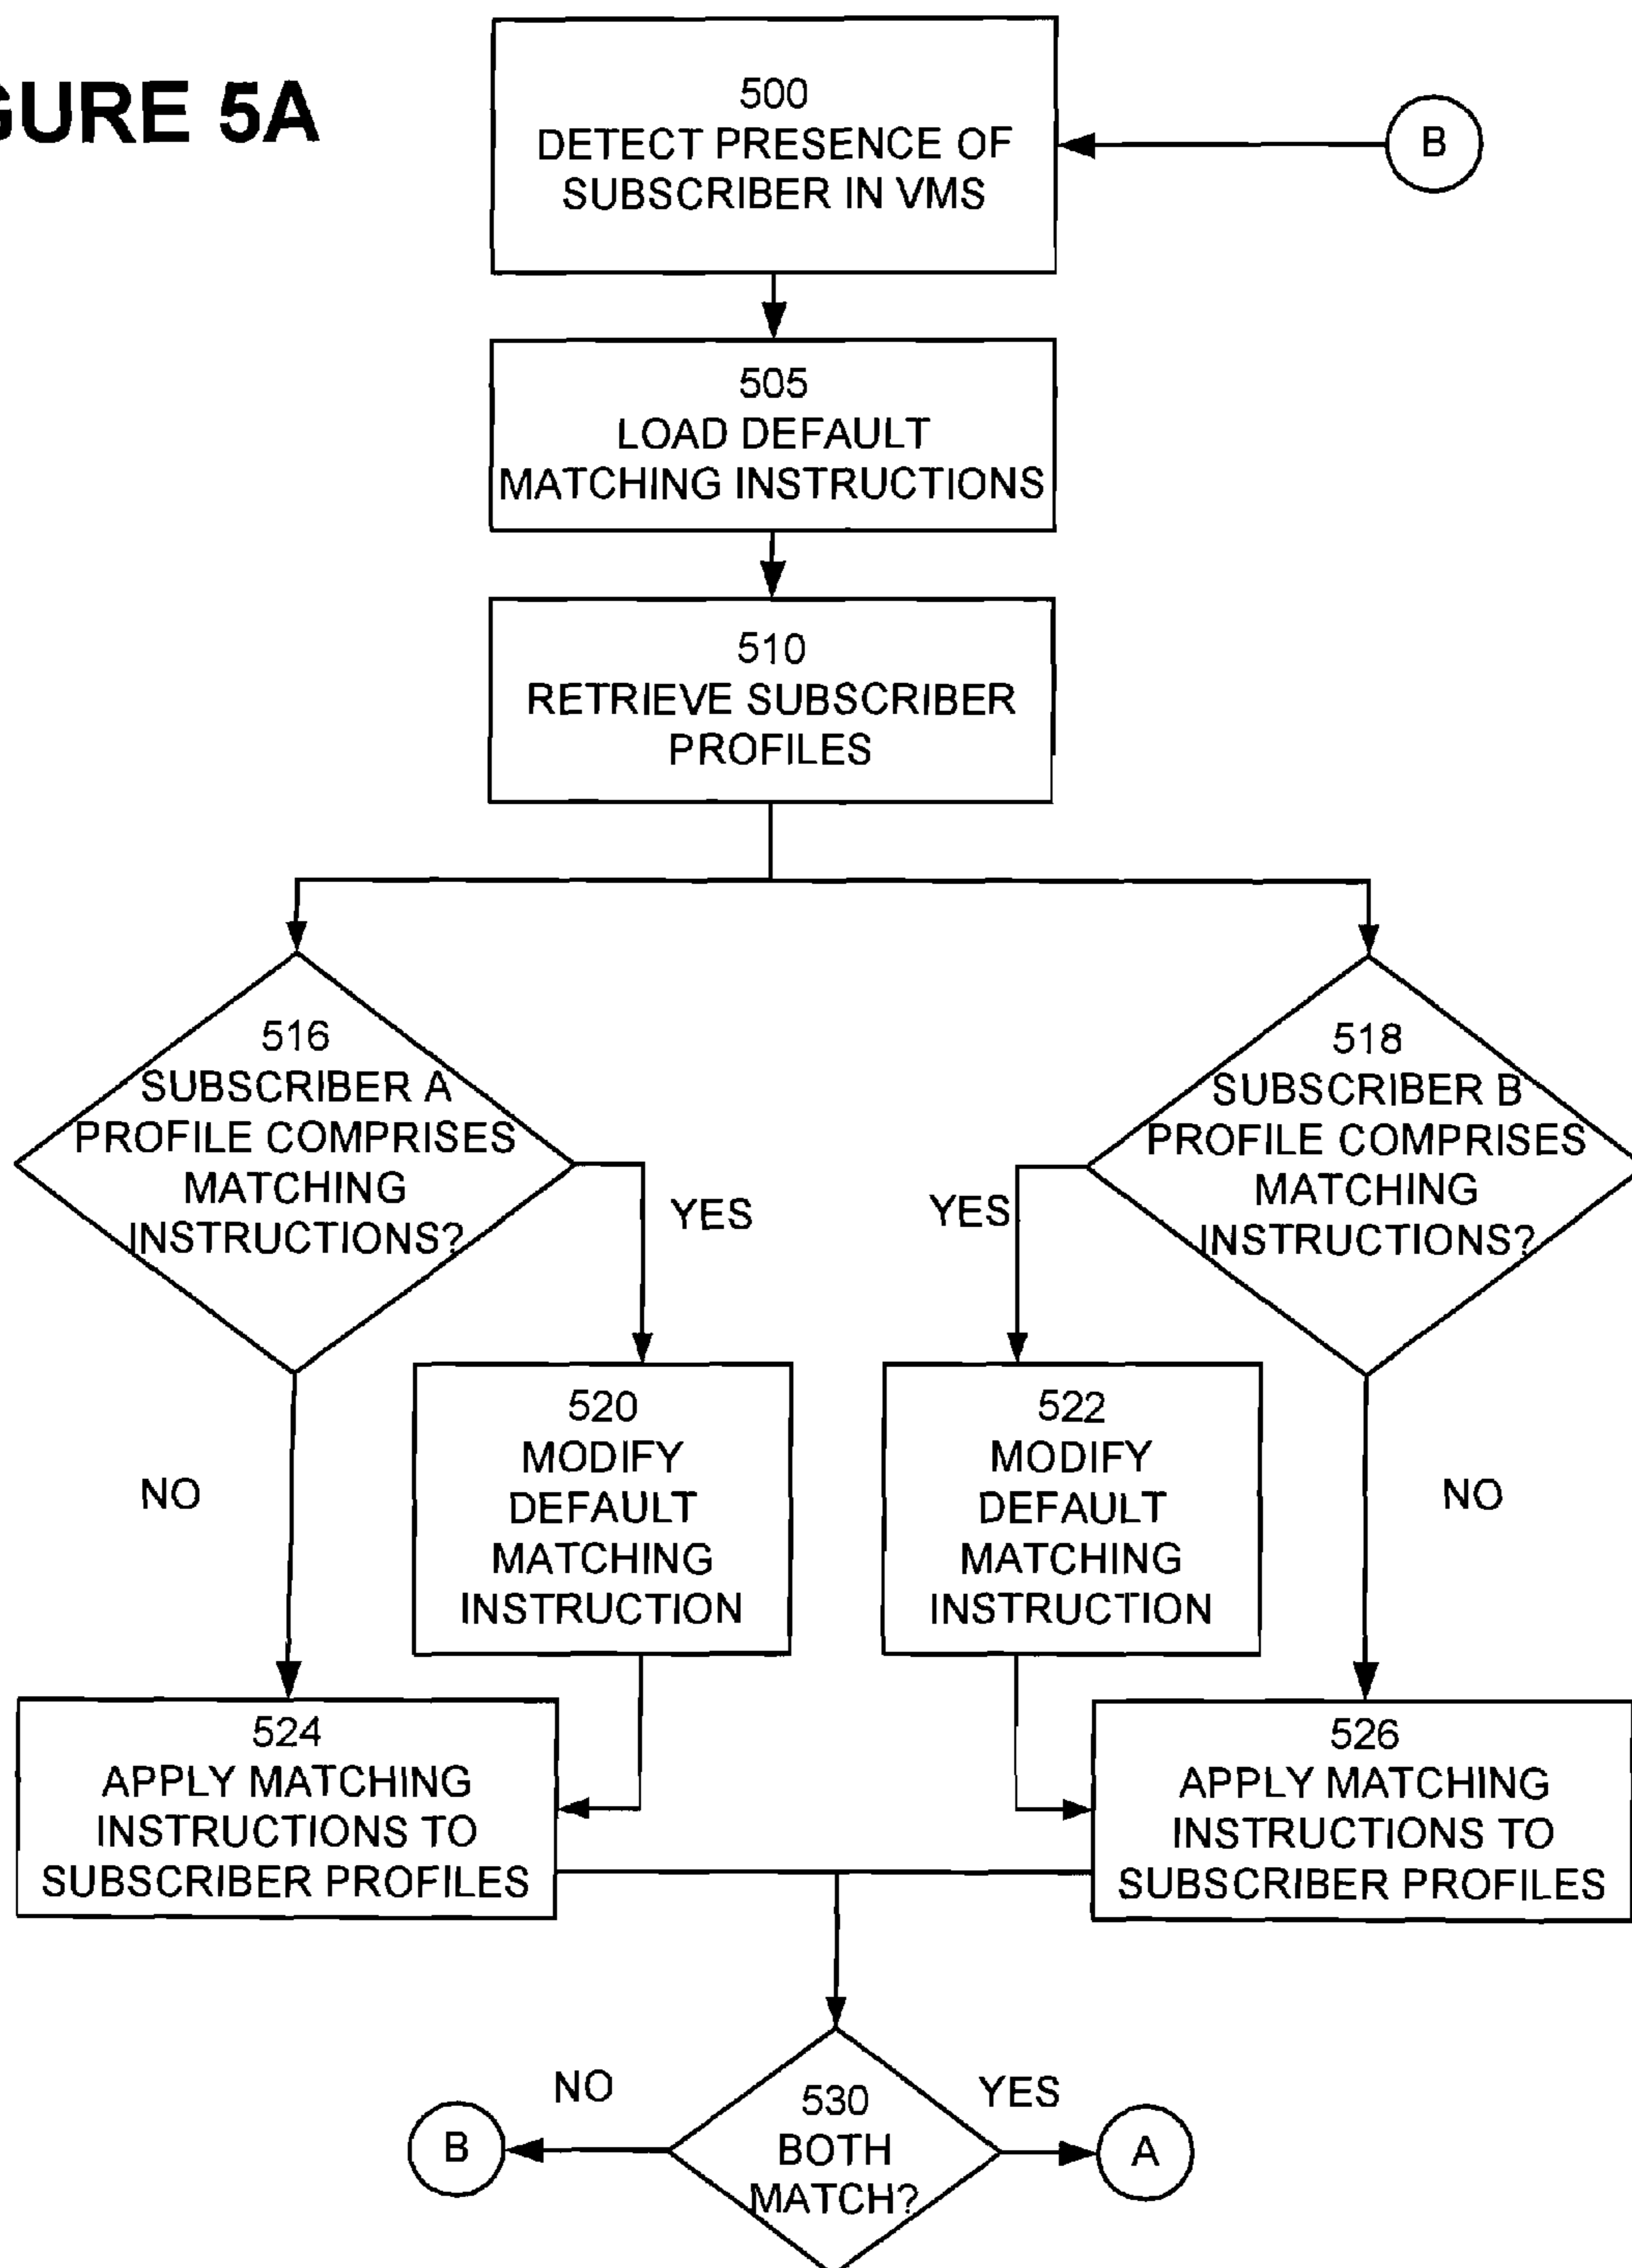 GURE 5A
500
DETECT PRESENCE OF
SUBSCRIBER IN VMS
B
505
LOAD DEFAULT
MATCHING INSTRUCTIONS
510
RETRIEVE SUBSCRIBER
PROFILES
516
SUBSCRIBER A
PROFILE COMPRISES
MATCHING
INSTRUCTIONS?
518
SUBSCRIBER B
PROFILE COMPRISES
MATCHING
INSTRUCTIONS?
YES
YES
520
MODIFY
DEFAULT
MATCHING
INSTRUCTION
522
MODIFY
DEFAULT
MATCHING
INSTRUCTION
NO
NO
524
APPLY MATCHING
INSTRUCTIONS TO
SUBSCRIBER PROFILES
526
APPLY MATCHING
INSTRUCTIONS TO
SUBSCRIBER PROFILES
NO
YES
530
BOTH
MATCH?
B
A